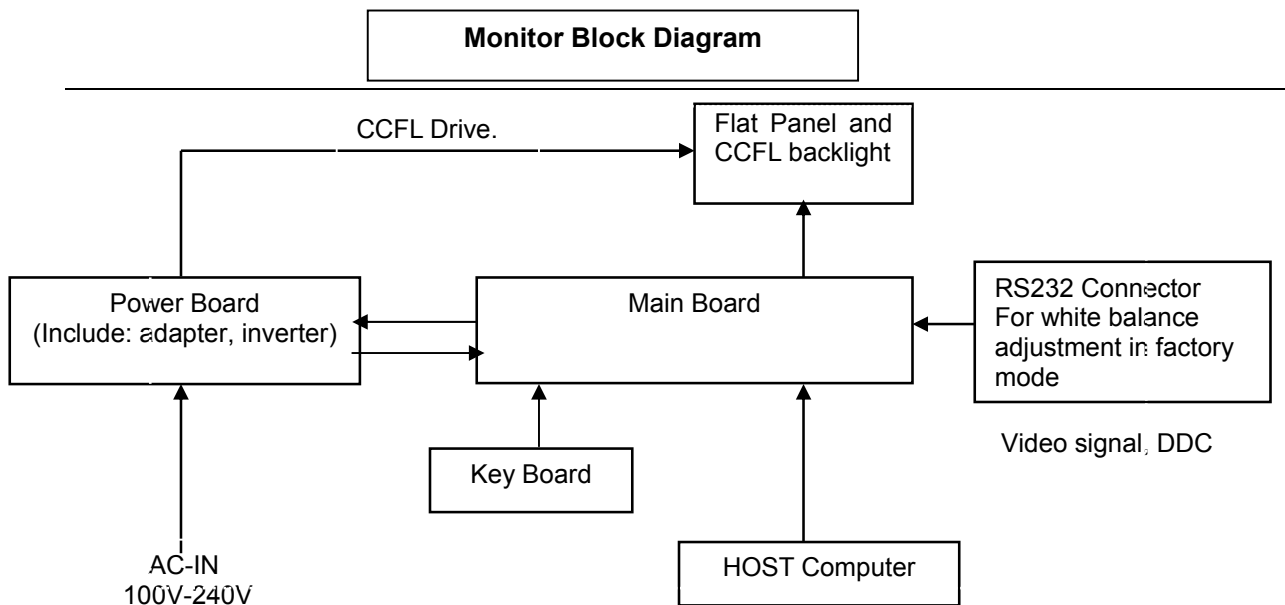 Monitor Block Diagram
CCFL Drive.
Flat Panel and
CCFL backlight
Power Board
(Include: adapter, inverter)
Main Board
RS232 Connector
For white balance
adjustment in factory
mode
Video signal, DDC
Key Board
AC-IN
100V-240V
HOST Computer